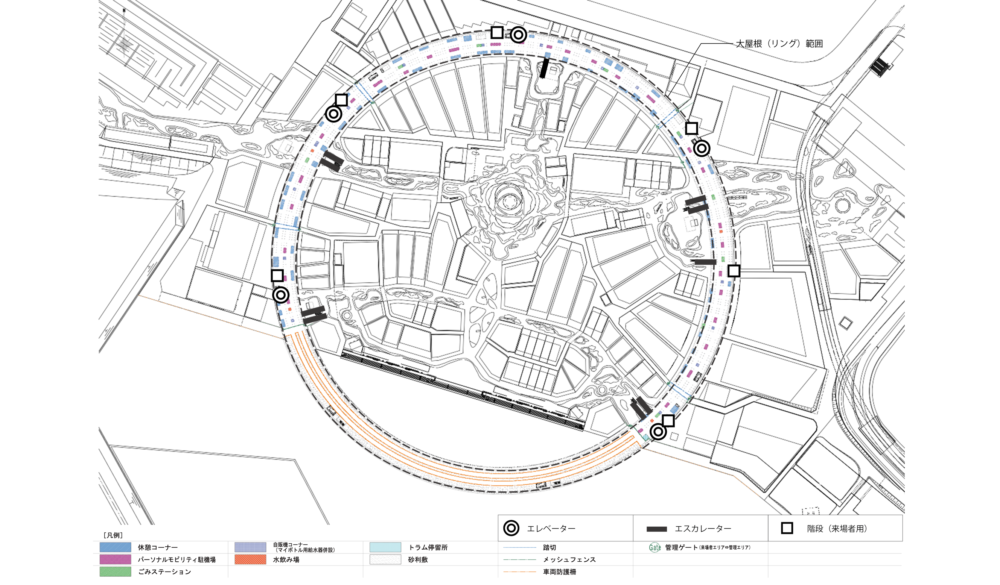 N
大屋根（リング）範囲
エレベーター
エスカレーター
階段（来場者用）
［凡例］
休憩コーナー
自販機コーナー
（マイボトル用給水器併設）
トラム停留所
踏切
Gate 管理ゲート（来場者エリア⇔管理エリア）
パーソナルモビリティ駐機場
水飲み場
砂利敷
メッシュフェンス
ごみステーション
車両防護柵